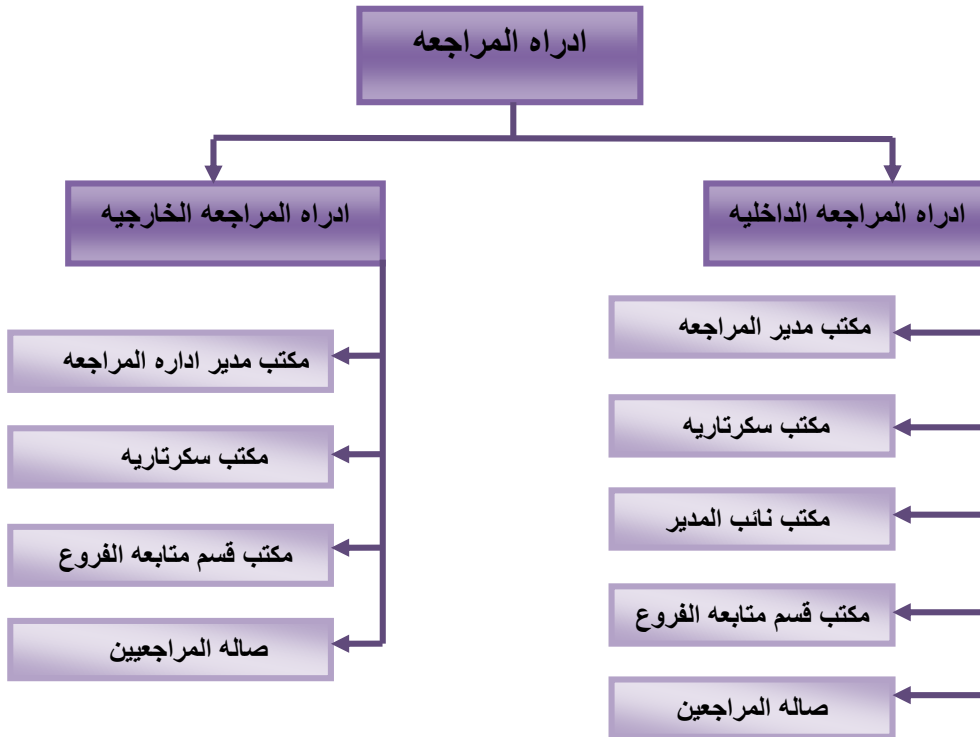 ادراه المراجعه
ادراه المراجعه الداخليه
مكتب مدير المراجعه
مكتب سكرتاريه
مكتب نائب المدير
مكتب قسم متابعه الفروع
صاله المراجعين
ادراه المراجعه الخارجيه
مكتب مدير اداره المراجعه
مكتب سكرتاريه
مكتب قسم متابعه الفروع
صاله المراجعيين